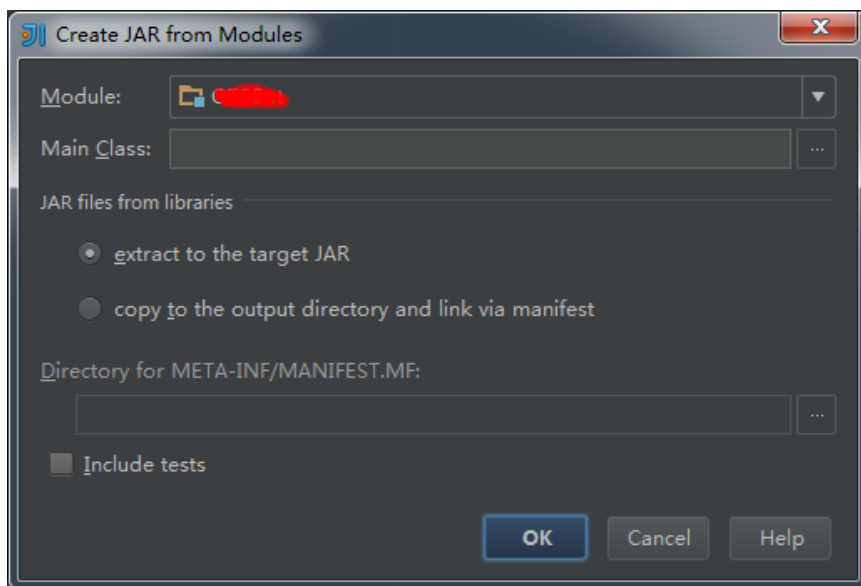 Create JAR from Modules
Module:
Main Class:
...
JAR files from libraries
extract to the target JAR
copy to the output directory and link via manifest
Directory for META-INF/MANIFEST.MF:
...
Include tests
OK Cancel Help